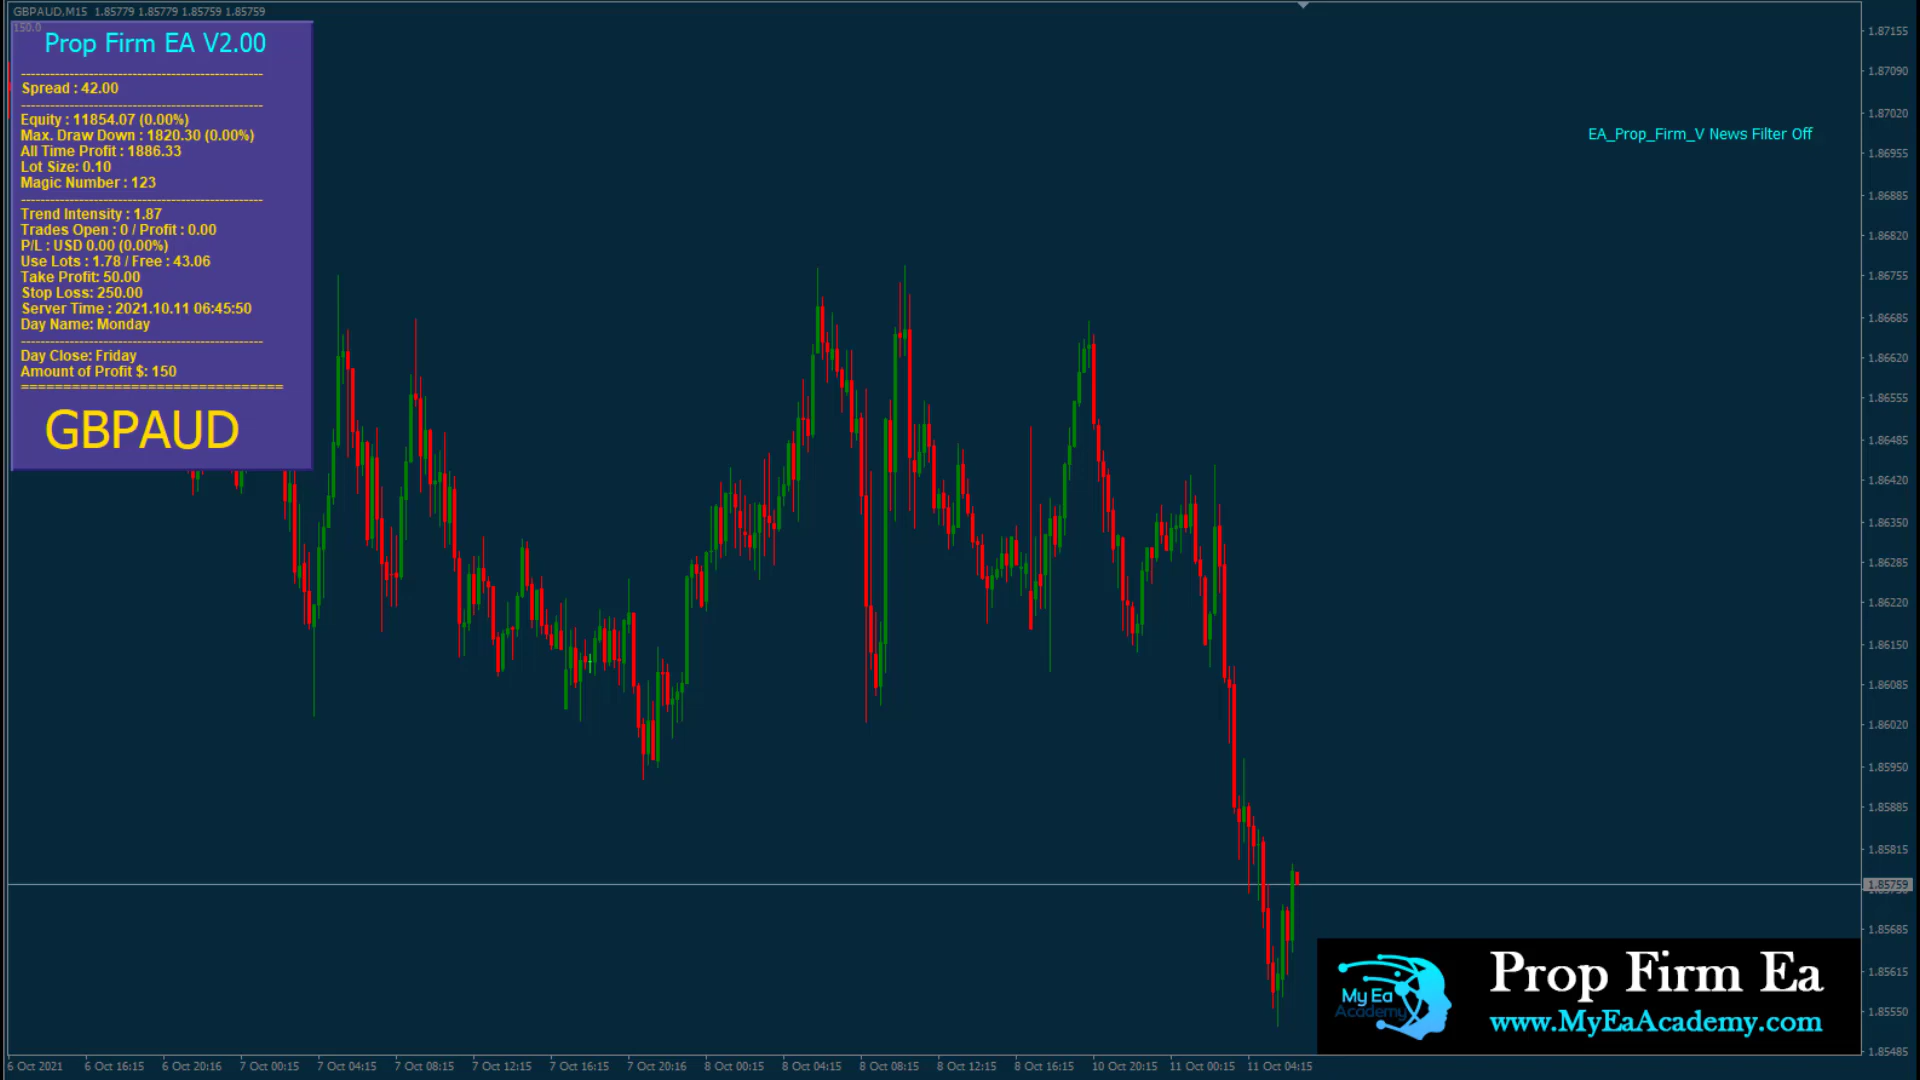 GBPAUD,M15 1.85779 1.85779 1.85759 1.85759
150.0
Prop Firm EA V2.00
Spread : 42.00
Equity : 11854.07 (0.00%)
Max. Draw Down : 1820.30 (0.00%)
All Time Profit : 1886.33
Lot Size: 0.10
Magic Number : 123
Trend Intensity : 1.87
Trades Open : 0 / Profit : 0.00
P/L : USD 0.00 (0.00%)
Use Lots : 1.78 / Free : 43.06
Take Profit: 50.00
Stop Loss: 250.00
Server Time : 2021.10.11 06:45:50
Day Name: Monday
Day Close: Friday
Amount of Profit $: 150
===============================
GBPAUD
EA_Prop_Firm_V News Filter Off
1.87155
1.87090
1.87020
1.86955
1.86885
1.86820
1.86755
1.86685
1.86620
1.86555
1.86485
1.86420
1.86350
1.86285
1.86220
1.86150
1.86085
1.86020
1.85950
1.85885
1.85815
1.85759
1.85685
1.85615
1.85550
1.85485
My Ea
Academy
Prop Firm Ea
www.MyEaAcademy.com
6 Oct 2021 6 Oct 16:15 6 Oct 20:16 7 Oct 00:15 7 Oct 04:15 7 Oct 08:15 7 Oct 12:15 7 Oct 16:15 7 Oct 20:16 8 Oct 00:15 8 Oct 04:15 8 Oct 08:15 8 Oct 12:15 8 Oct 16:15 10 Oct 20:15 11 Oct 00:15 11 Oct 04:15